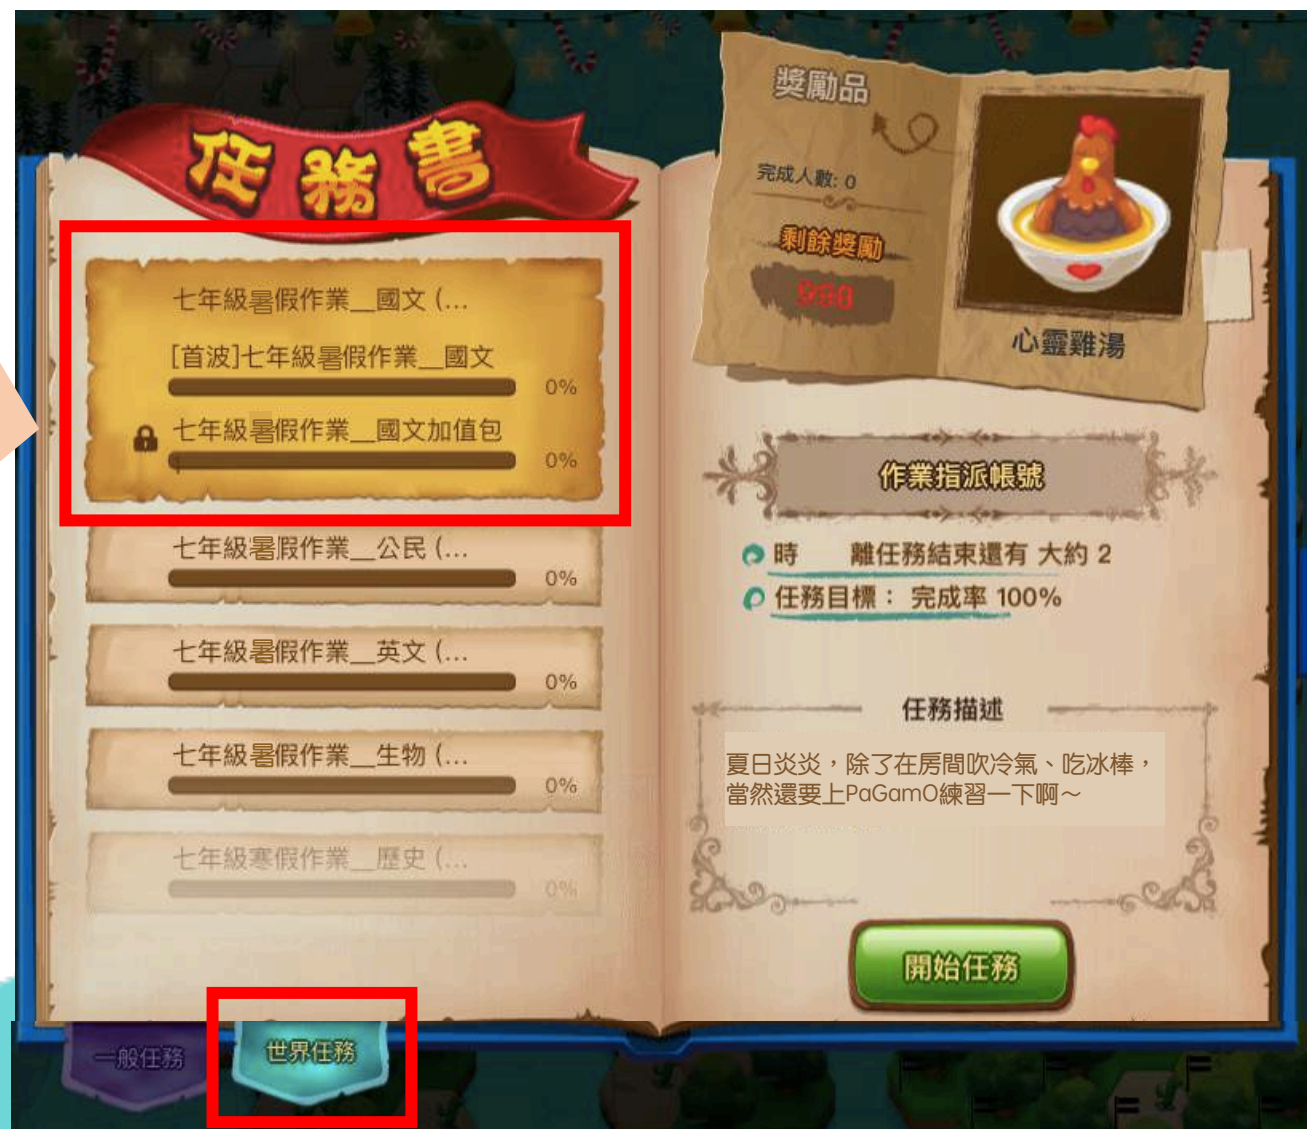 任務書
七年級暑假作業__國文 (...
[首波]七年級暑假作業__國文
0%
七年級暑假作業__國文加值包
0%
七年級暑假作業__公民 (...
0%
七年級暑假作業__英文 (...
0%
七年級暑假作業__生物 (...
0%
七年級寒假作業__歷史 (...
0%
一般任務
世界任務
獎勵品
完成人數: 0
剩餘獎勵
998
心靈雞湯
作業指派帳號
時 離任務結束還有 大約 2
任務目標: 完成率 100%
任務描述
夏日炎炎，除了在房間吹冷氣、吃冰棒，
當然還要上PaGamO練習一下啊～
開始任務